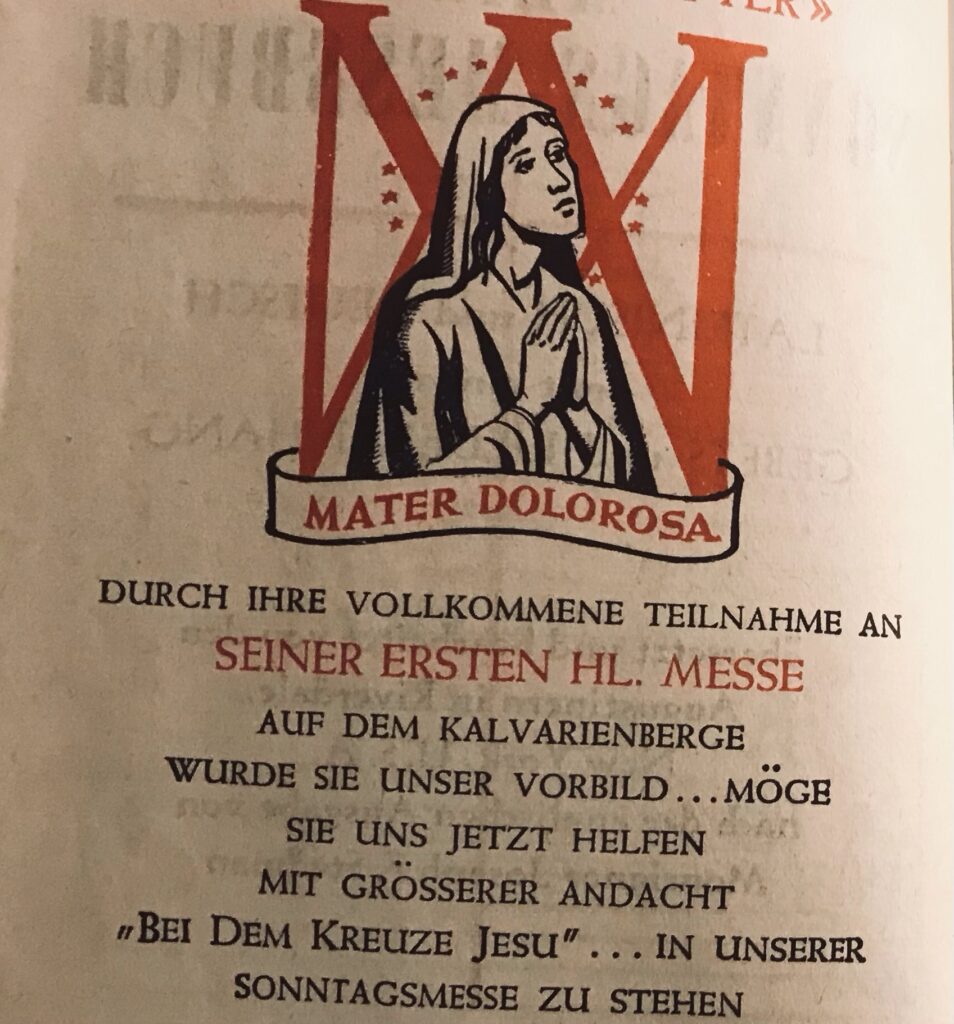 MATER DOLOROSA
DURCH IHRE VOLLKOMMENE TEILNAHME AN
SEINER ERSTEN HL. MESSE
AUF DEM KALVARIENBERGE
WURDE SIE UNSER VORBILD...MÖGE
SIE UNS JETZT HELFEN
MIT GRÖSSERER ANDACHT
„BEI DEM KREUZE JESU”... IN UNSERER
SONNTAGSMESSE ZU STEHEN